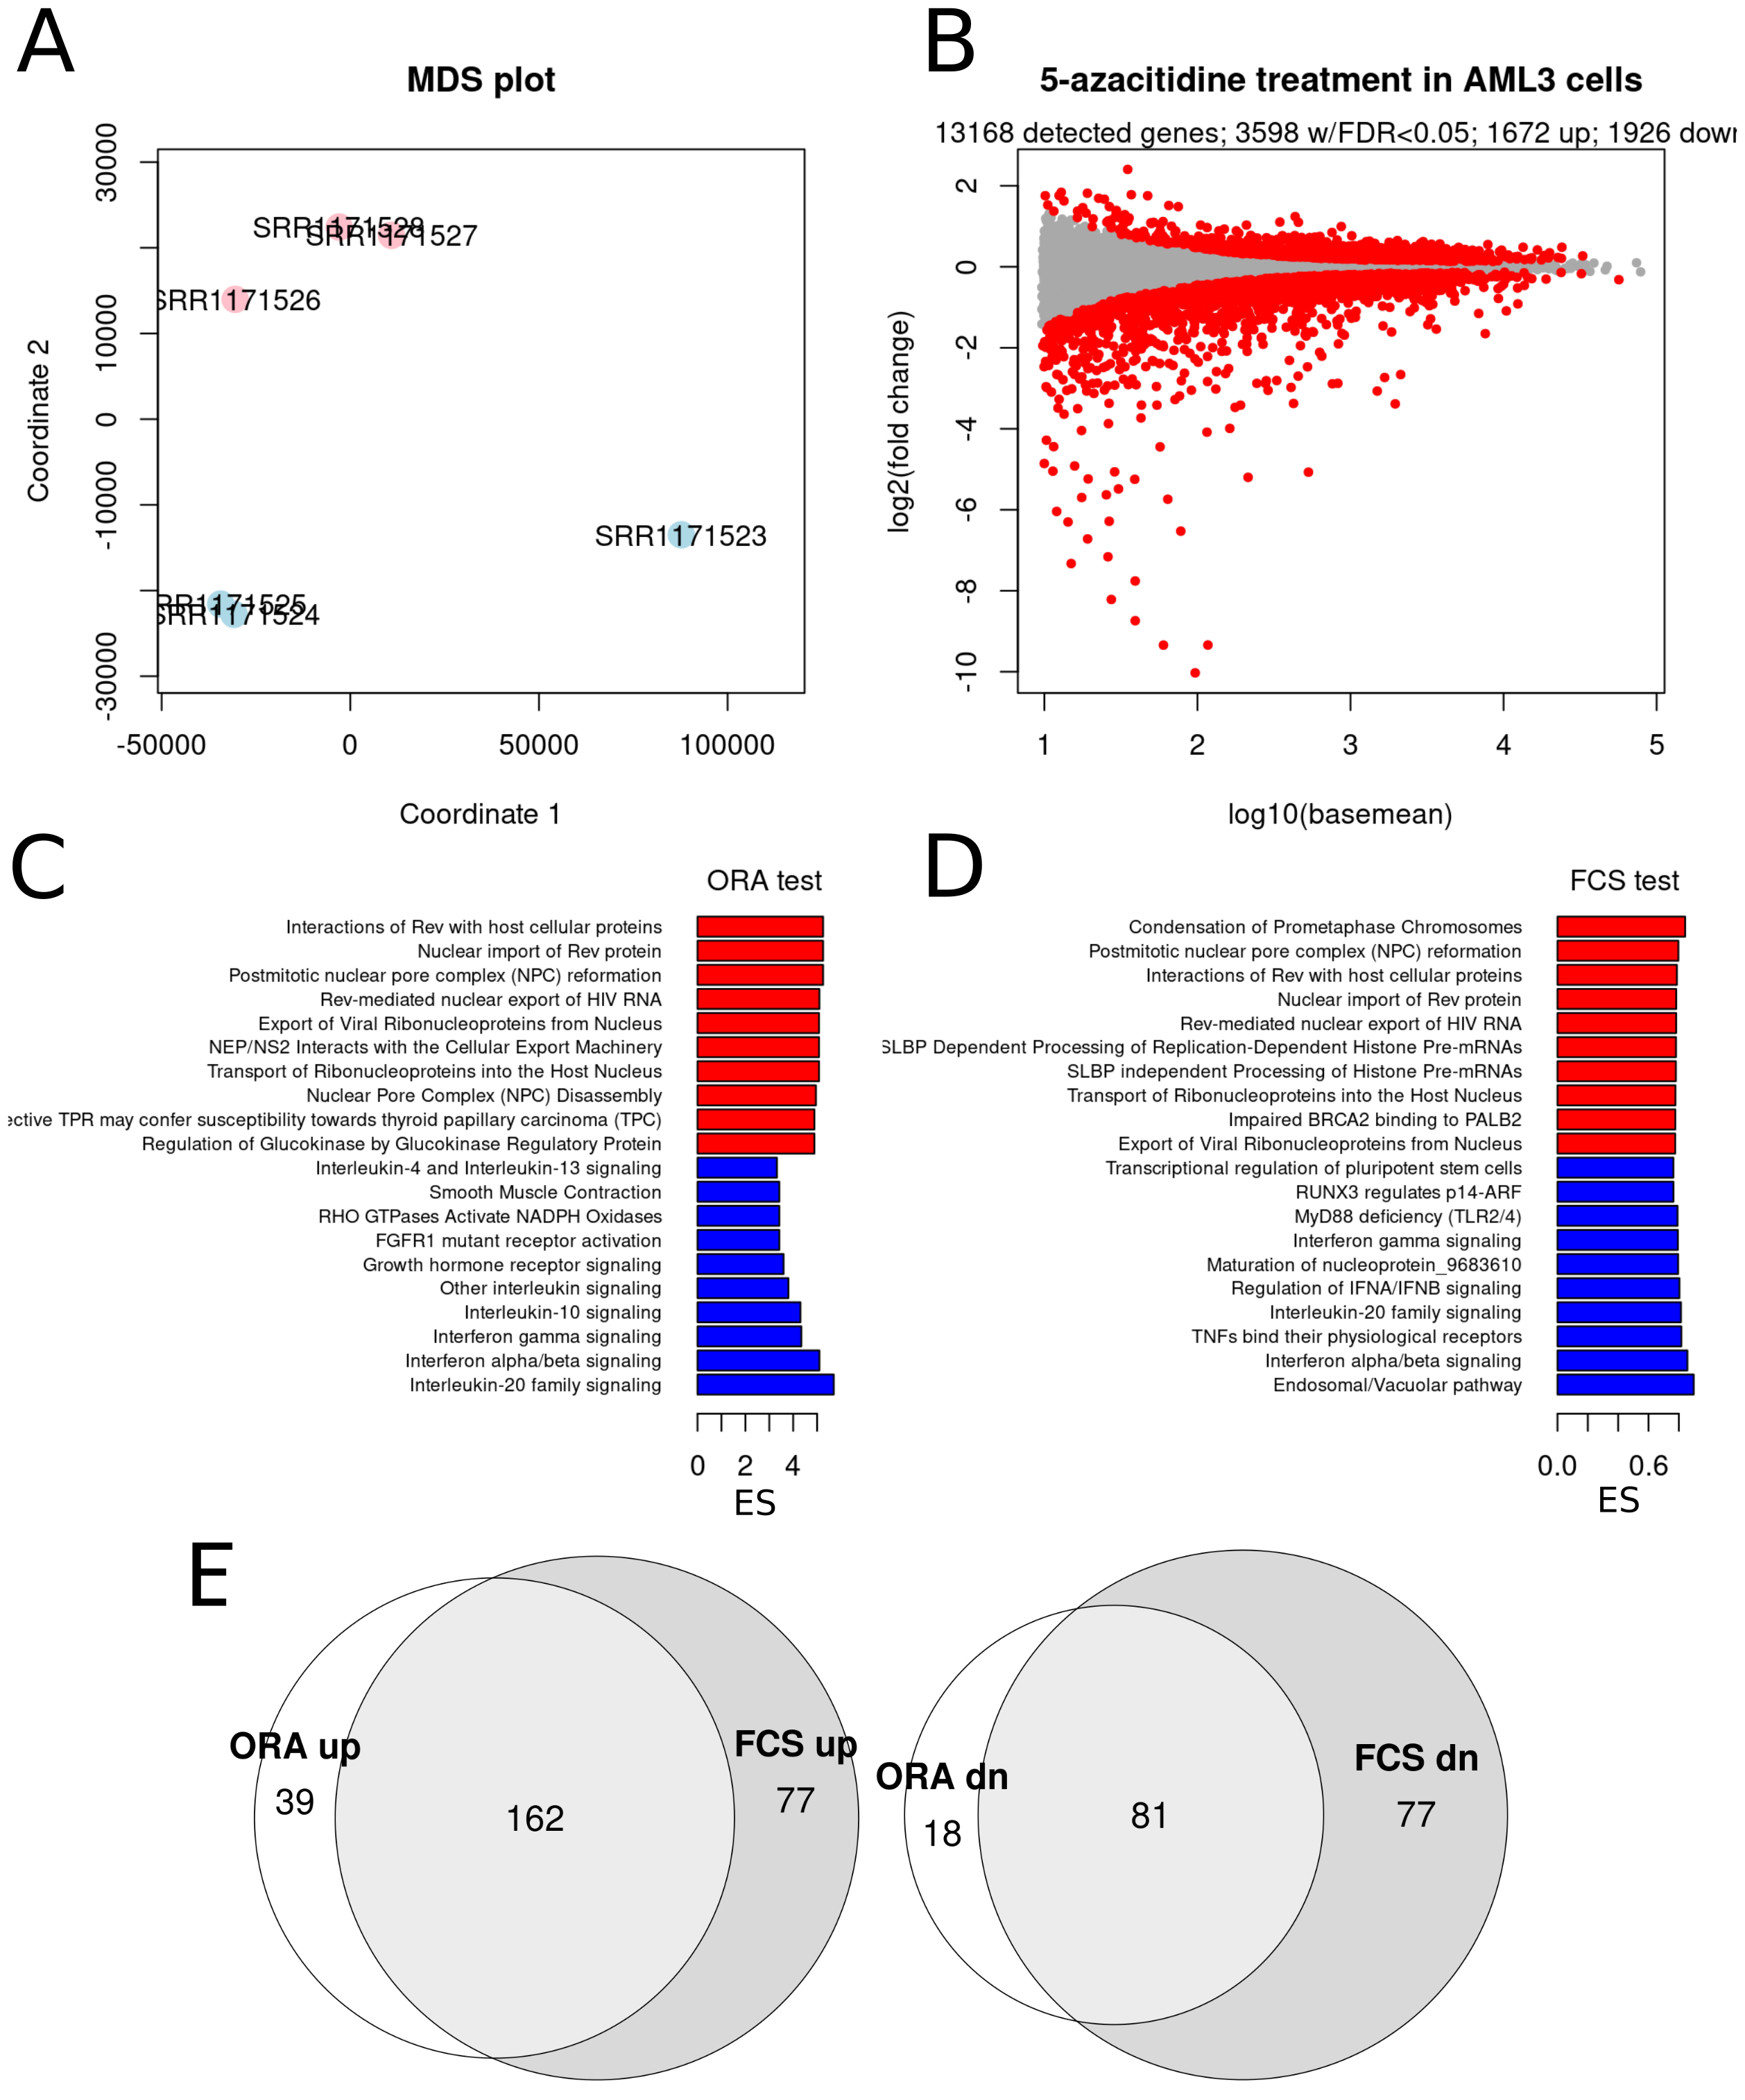 A
MDS plot
30000
10000
0
-10000
-30000
Coordinate 2
SRR1171528
SRR1171527
SRR1171526
SRR1171523
RR1171525
SRR1171524
-50000 0 50000 100000
Coordinate 1
B
5-azacitidine treatment in AML3 cells
13168 detected genes; 3598 w/FDR<0.05; 1672 up; 1926 down
2
0
-2
-4
-6
-8
-10
log2(fold change)
1 2 3 4 5
log10(basemean)
C
ORA test
Interactions of Rev with host cellular proteins
Nuclear import of Rev protein
Postmitotic nuclear pore complex (NPC) reformation
Rev-mediated nuclear export of HIV RNA
Export of Viral Ribonucleoproteins from Nucleus
NEP/NS2 Interacts with the Cellular Export Machinery
Transport of Ribonucleoproteins into the Host Nucleus
Nuclear Pore Complex (NPC) Disassembly
ective TPR may confer susceptibility towards thyroid papillary carcinoma (TPC)
Regulation of Glucokinase by Glucokinase Regulatory Protein
Interleukin-4 and Interleukin-13 signaling
Smooth Muscle Contraction
RHO GTPases Activate NADPH Oxidases
FGFR1 mutant receptor activation
Growth hormone receptor signaling
Other interleukin signaling
Interleukin-10 signaling
Interferon gamma signaling
Interferon alpha/beta signaling
Interleukin-20 family signaling
0 2 4
ES
D
FCS test
Condensation of Prometaphase Chromosomes
Postmitotic nuclear pore complex (NPC) reformation
Interactions of Rev with host cellular proteins
Nuclear import of Rev protein
Rev-mediated nuclear export of HIV RNA
SLBP Dependent Processing of Replication-Dependent Histone Pre-mRNAs
SLBP independent Processing of Histone Pre-mRNAs
Transport of Ribonucleoproteins into the Host Nucleus
Impaired BRCA2 binding to PALB2
Export of Viral Ribonucleoproteins from Nucleus
Transcriptional regulation of pluripotent stem cells
RUNX3 regulates p14-ARF
MyD88 deficiency (TLR2/4)
Interferon gamma signaling
Maturation of nucleoprotein_9683610
Regulation of IFNA/IFNB signaling
Interleukin-20 family signaling
TNFs bind their physiological receptors
Interferon alpha/beta signaling
Endosomal/Vacuolar pathway
0.0 0.6
ES
E
ORA up
39
162
FCS up
77
ORA dn
18
81
FCS dn
77